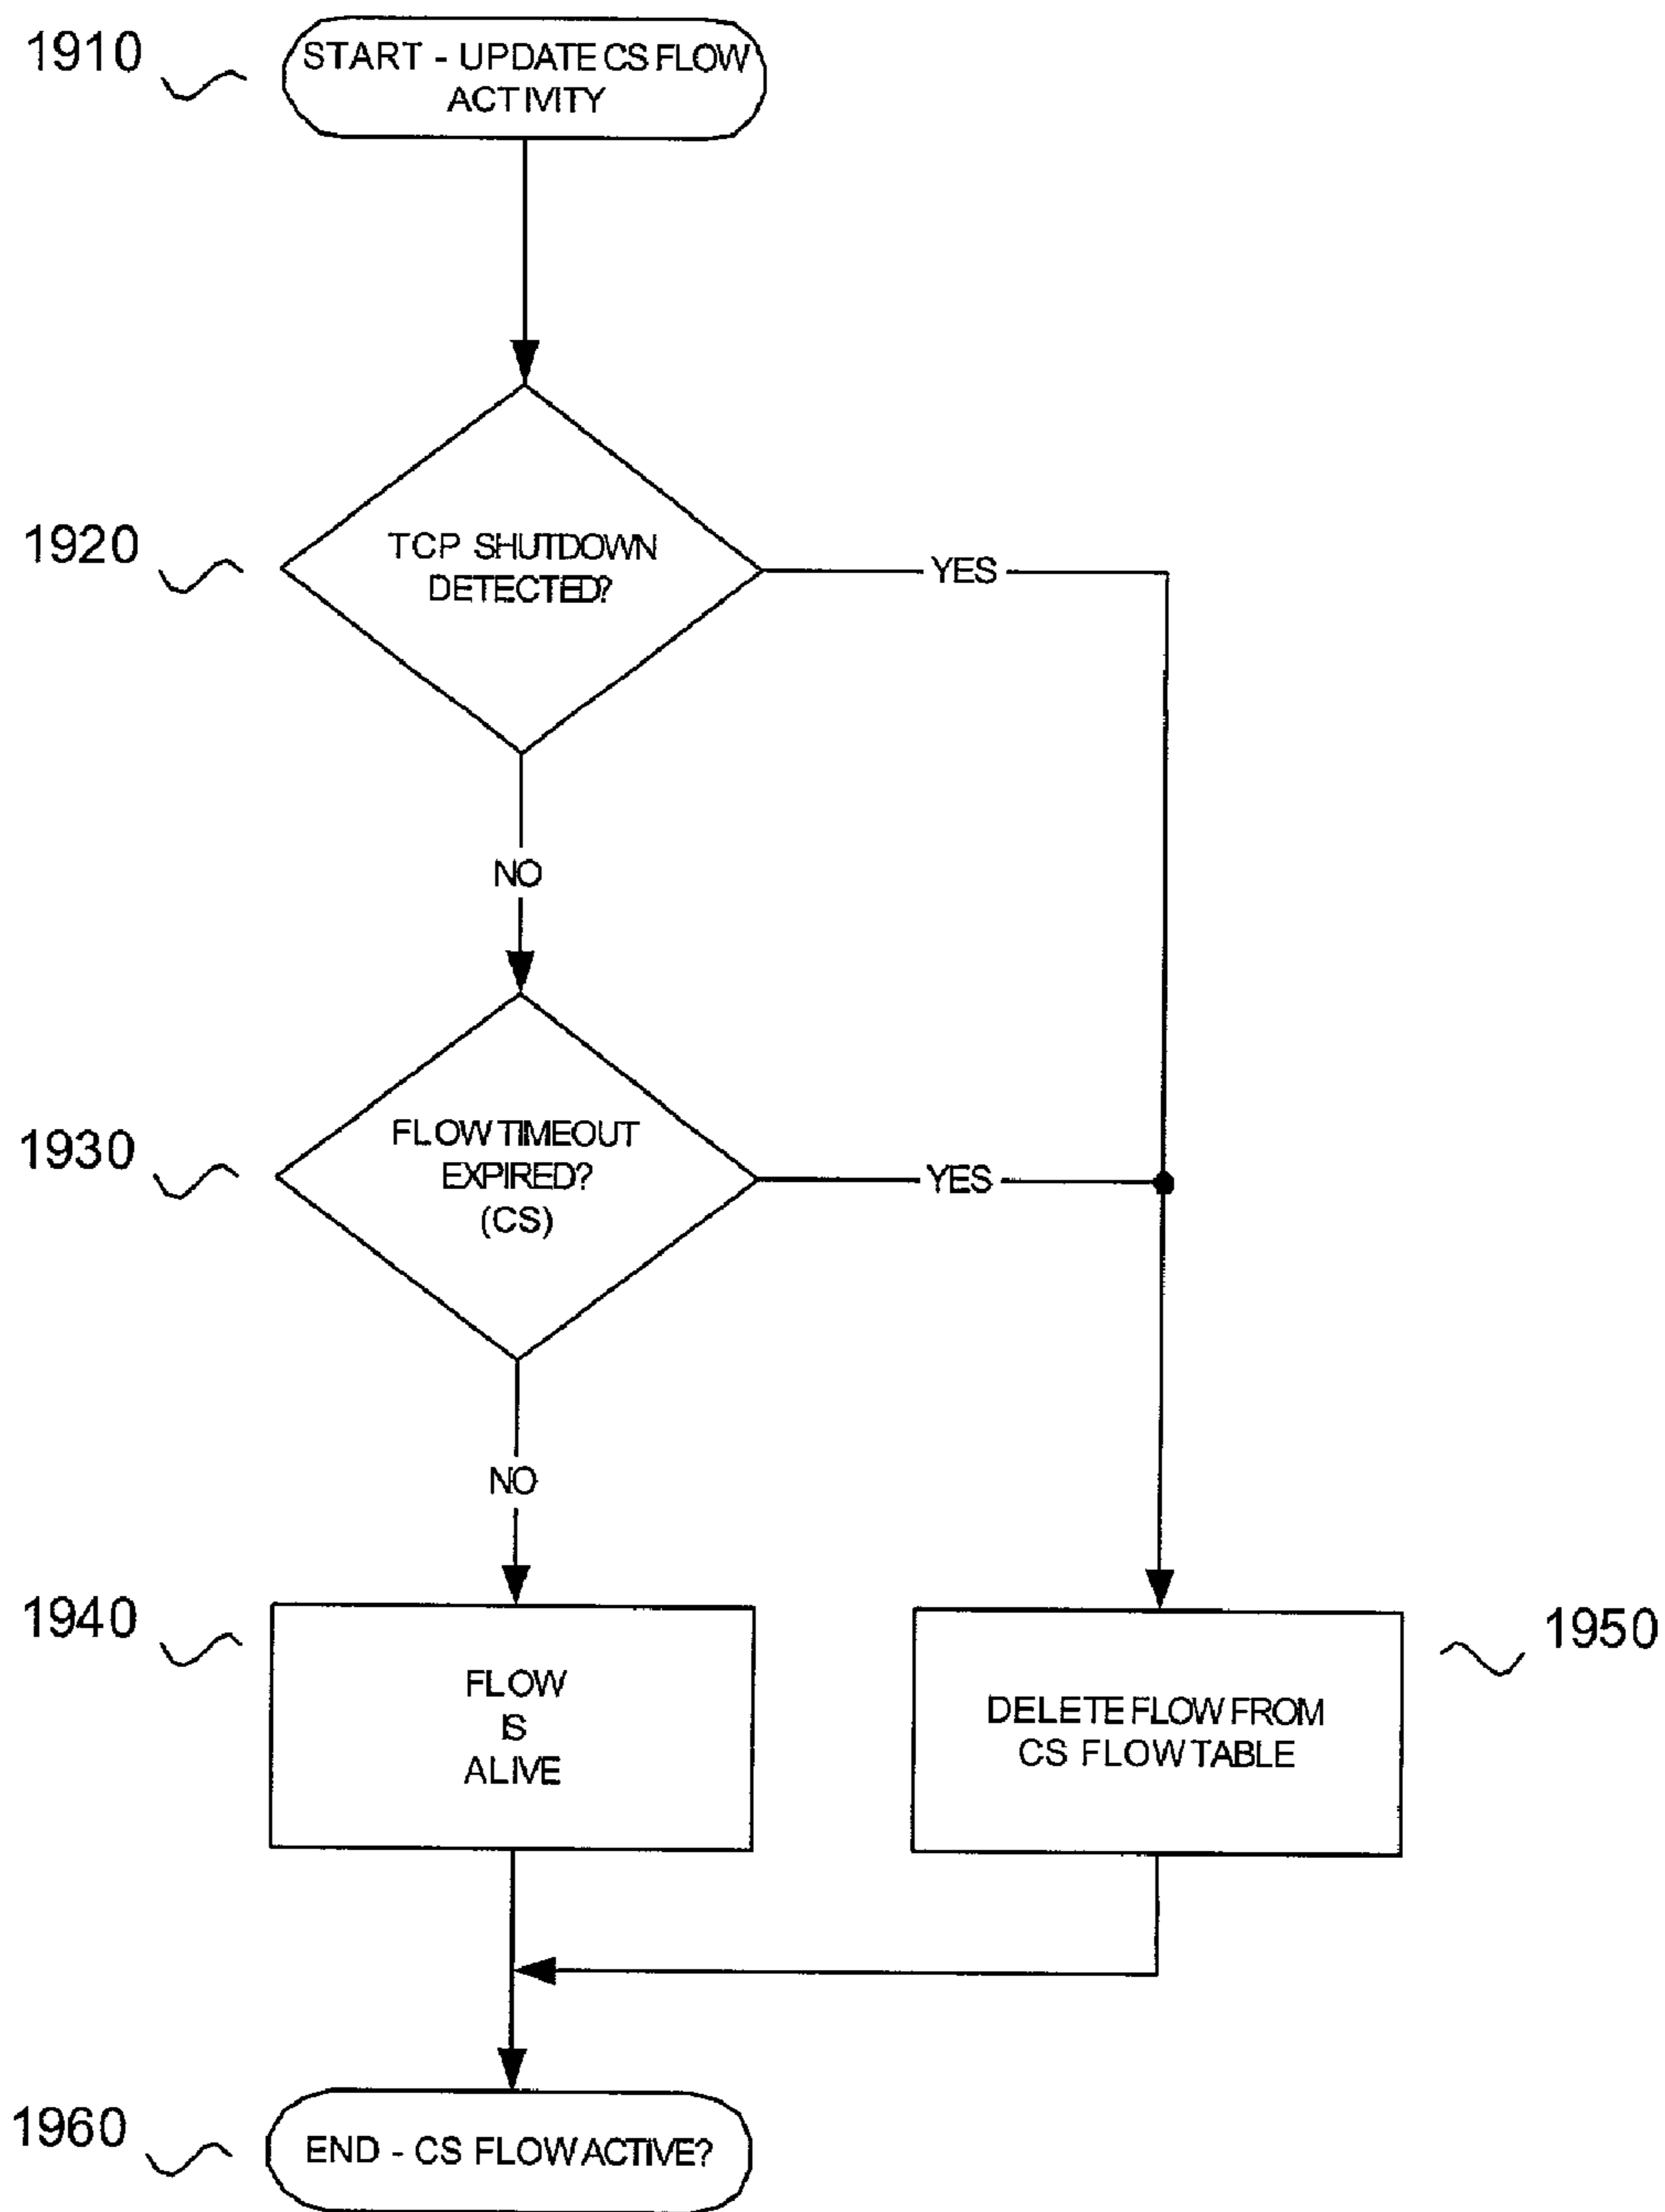 1910
START - UPDATE CS FLOW
ACTIVITY
1920
TCP SHUTDOWN
DETECTED?
YES
NO
1930
FLOW TIMEOUT
EXPIRED?
(CS)
YES
NO
1940
FLOW
IS
ALIVE
1950
DELETE FLOW FROM
CS FLOW TABLE
1960
END - CS FLOW ACTIVE?